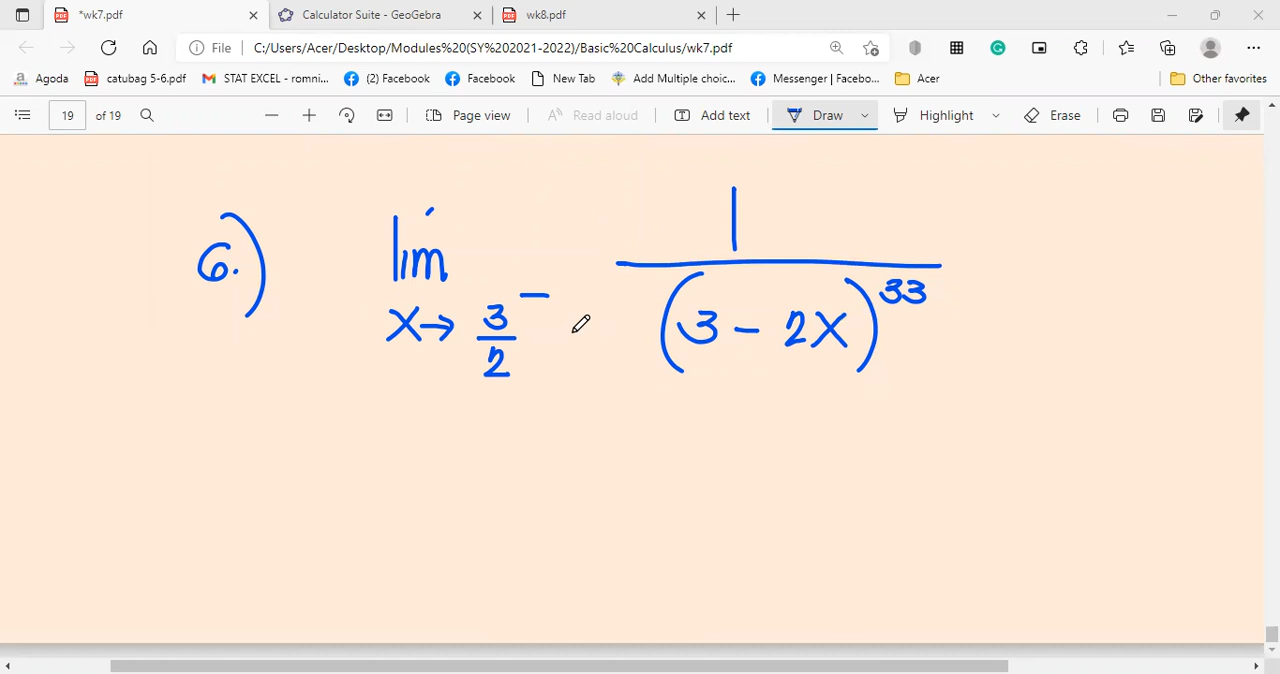 *wk7.pdf Calculator Suite - GeoGebra wk8.pdf
File C:/Users/Acer/Desktop/Modules%20(SY%202021-2022)/Basic%20Calculus/wk7.pdf
Agoda catubag 5-6.pdf STAT EXCEL - romni... (2) Facebook Facebook New Tab Add Multiple choic... Messenger | Facebo... Acer Other favorites
19 of 19 Page view Read aloud Add text Draw Highlight Erase
1
6.) lim
x→ 3/2⁻ (3 - 2x)³³